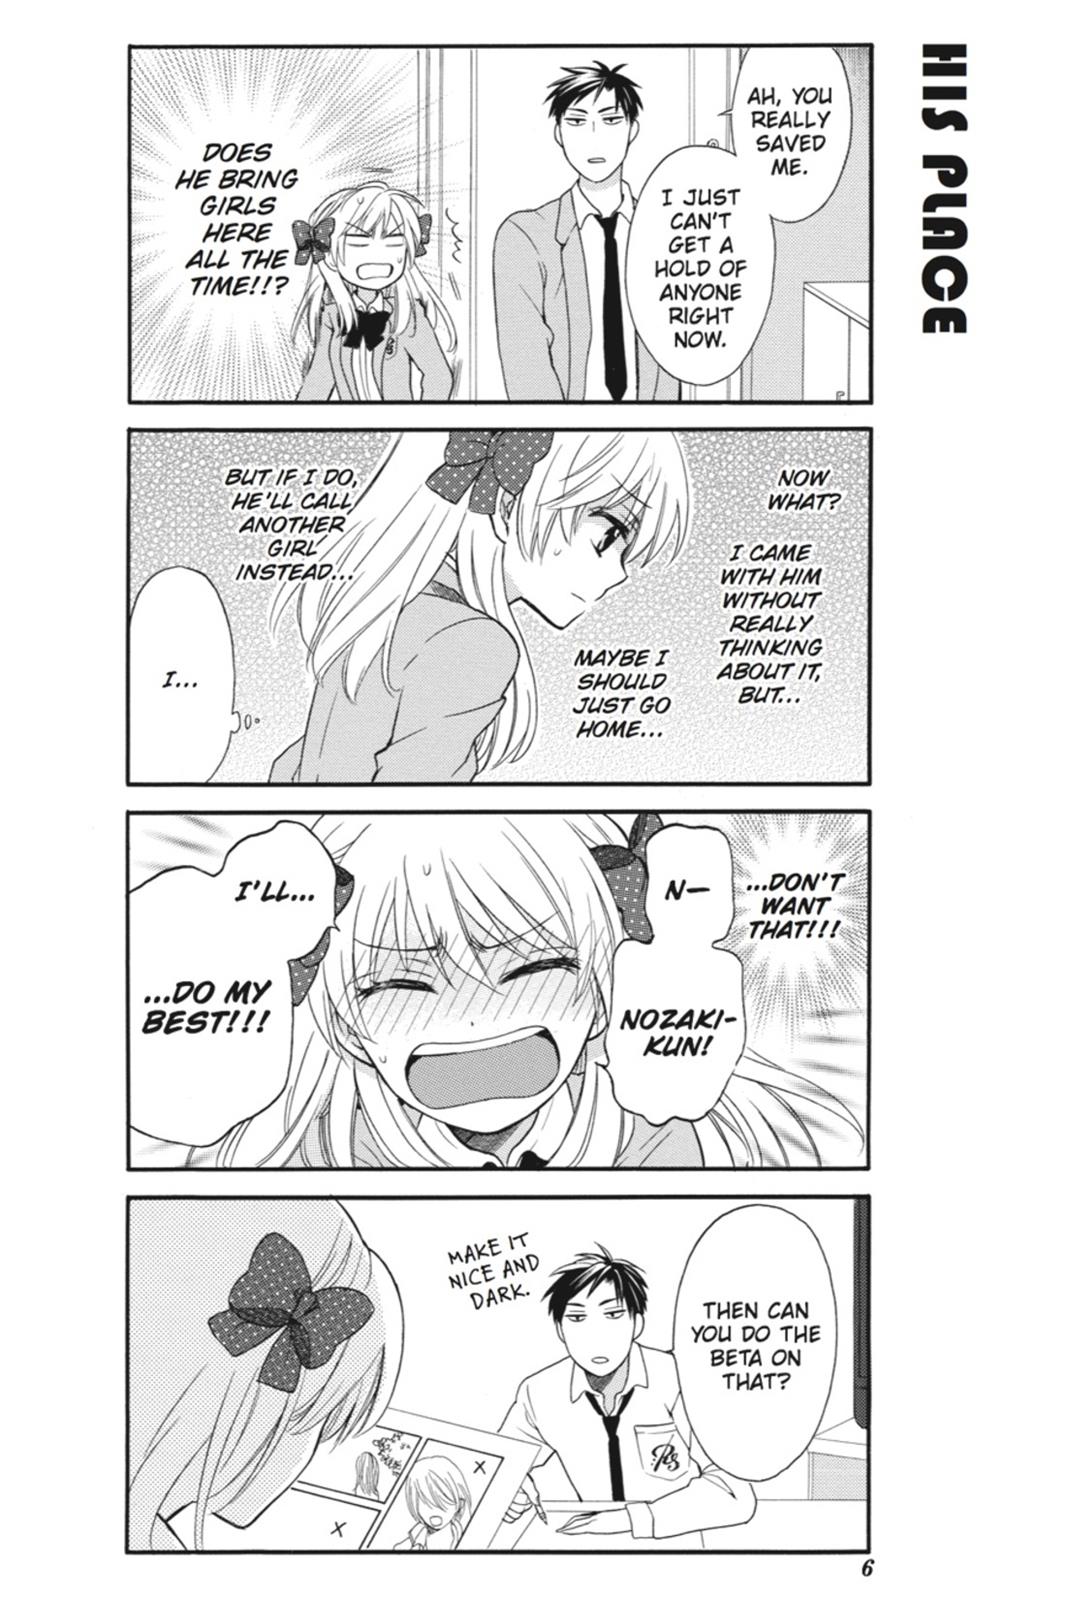 HIS PLACE
AH, YOU
REALLY
SAVED
ME.
I JUST
CAN'T
GET A
HOLD OF
ANYONE
RIGHT
NOW.
DOES
HE BRING
GIRLS
HERE
ALL THE
TIME!!?
NOW
WHAT?
I CAME
WITH HIM
WITHOUT
REALLY
THINKING
ABOUT IT,
BUT...
MAYBE I
SHOULD
JUST GO
HOME...
BUT IF I DO,
HE'LL CALL
ANOTHER
GIRL
INSTEAD...
I...
...DON'T
WANT
THAT!!!
N—
NOZAKI-
KUN!
I'LL...
...DO MY
BEST!!!
THEN CAN
YOU DO THE
BETA ON
THAT?
MAKE IT
NICE AND
DARK.
X
X
6